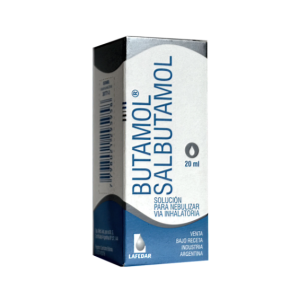 BUTAMOL®
SALBUTAMOL
SOLUCIÓN
PARA NEBULIZAR
VIA INHALATORIA
20 ml
VENTA
BAJO RECETA
INDUSTRIA
ARGENTINA
LAFEDAR